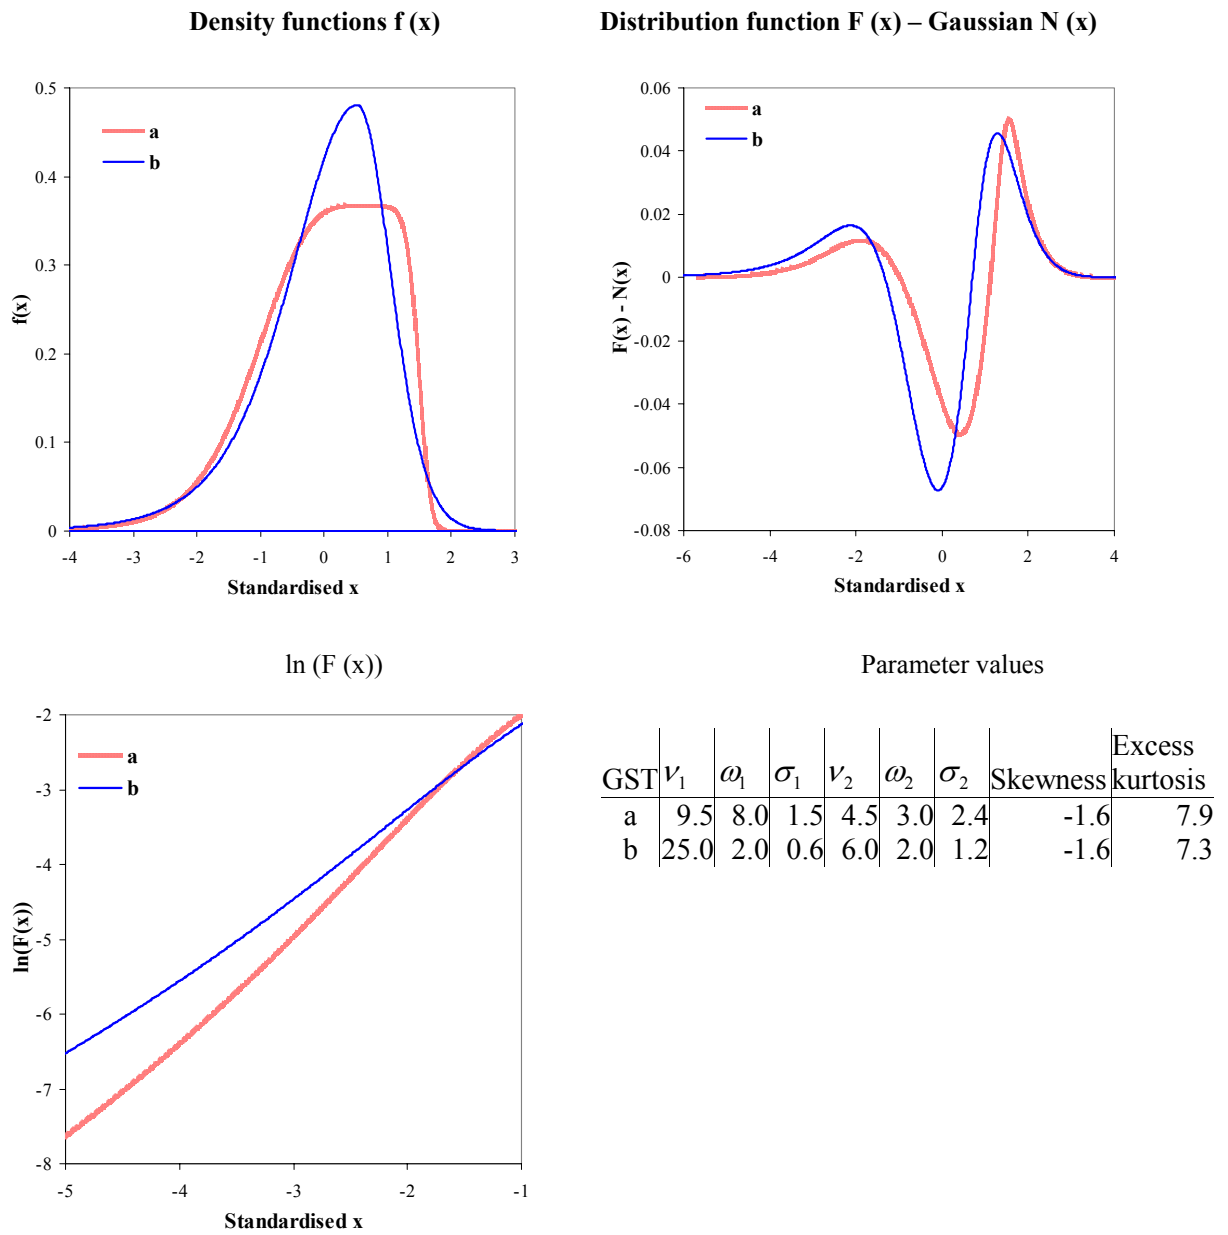 Density functions f (x)
Distribution function F (x) – Gaussian N (x)
0.5
0.4
0.3
0.2
0.1
0
f(x)
a
b
-4 -3 -2 -1 0 1 2 3
Standardised x
0.06
0.04
0.02
0
-0.02
-0.04
-0.06
-0.08
F(x) - N(x)
a
b
-6 -4 -2 0 2 4
Standardised x
ln (F (x))
-2
-3
-4
-5
-6
-7
-8
ln(F(x))
a
b
-5 -4 -3 -2 -1
Standardised x
Parameter values
GST ν₁ ω₁ σ₁ ν₂ ω₂ σ₂ Skewness Excess kurtosis
a 9.5 8.0 1.5 4.5 3.0 2.4 -1.6 7.9
b 25.0 2.0 0.6 6.0 2.0 1.2 -1.6 7.3